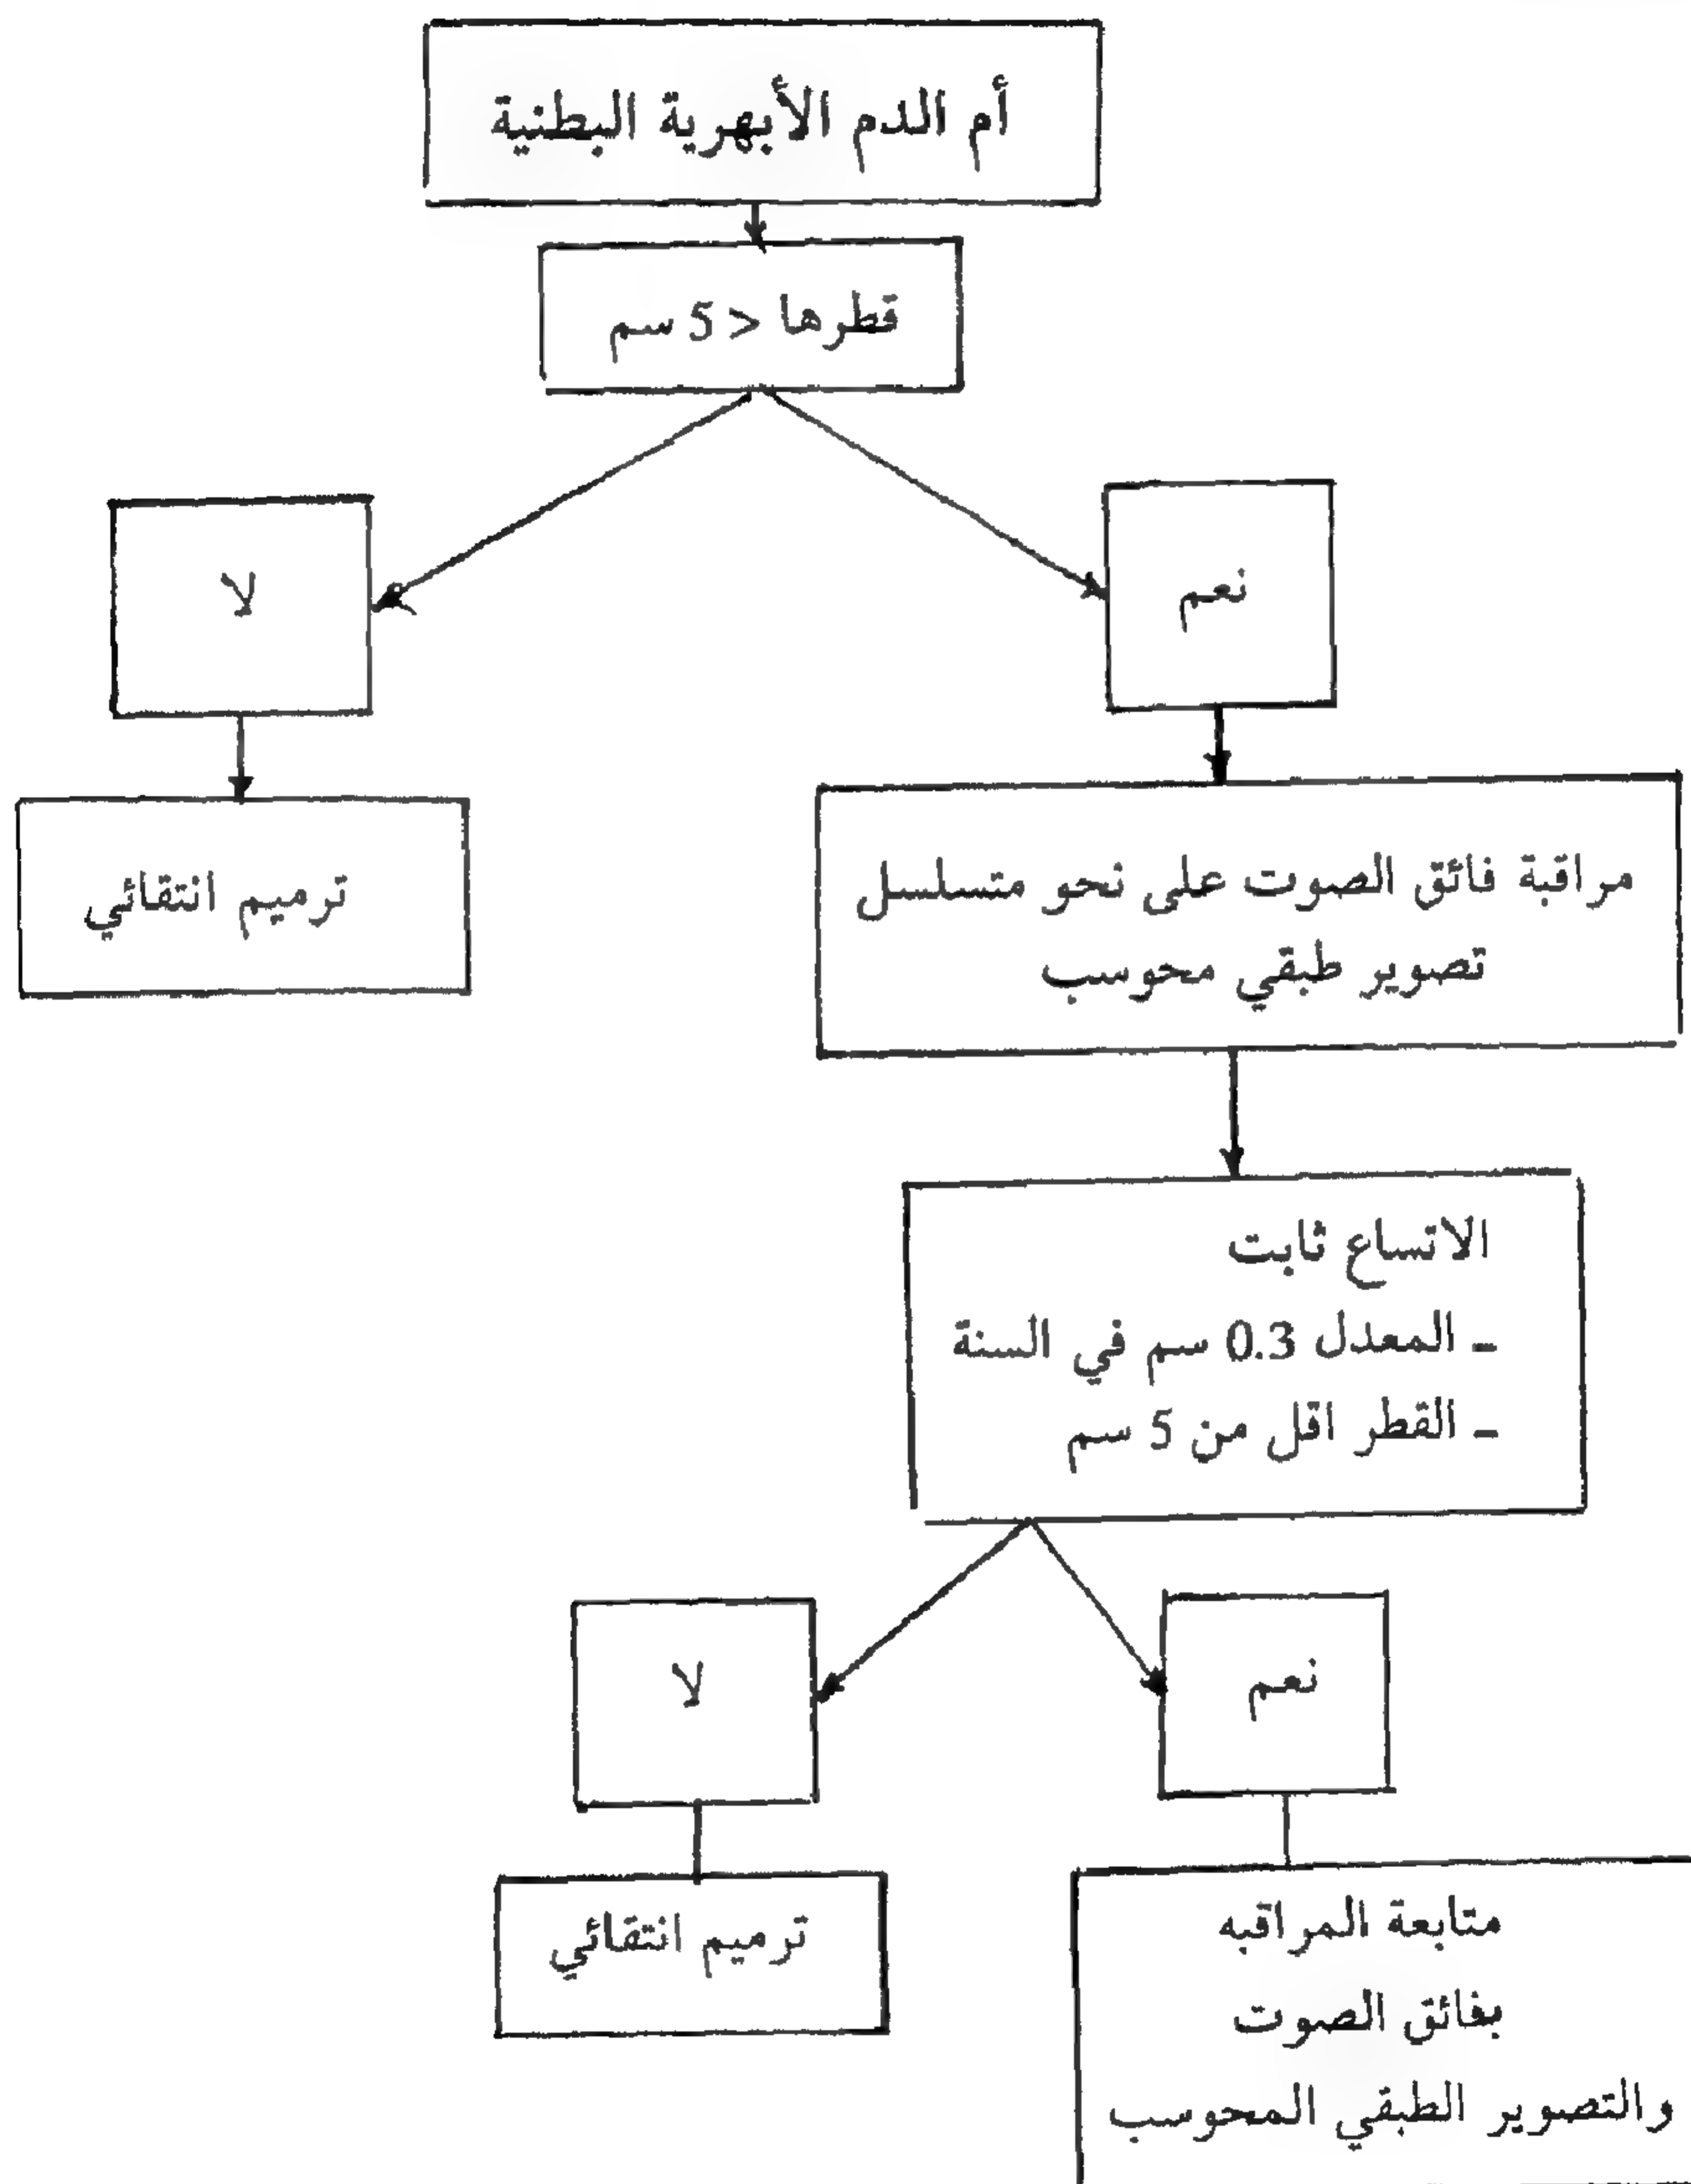 أم الدم الأبهرية البطنية
قطرها < 5 سم
نعم
لا
مراقبة فائق الصوت على نحو متسلسل
تصوير طبقي محوسب
ترميم انتقائي
الاتساع ثابت
- المعدل 0.3 سم في السنة
- القطر اقل من 5 سم
نعم
لا
متابعة المراقبه
بفائق الصوت
والتصوير الطبقي المحوسب
ترميم انتقائي